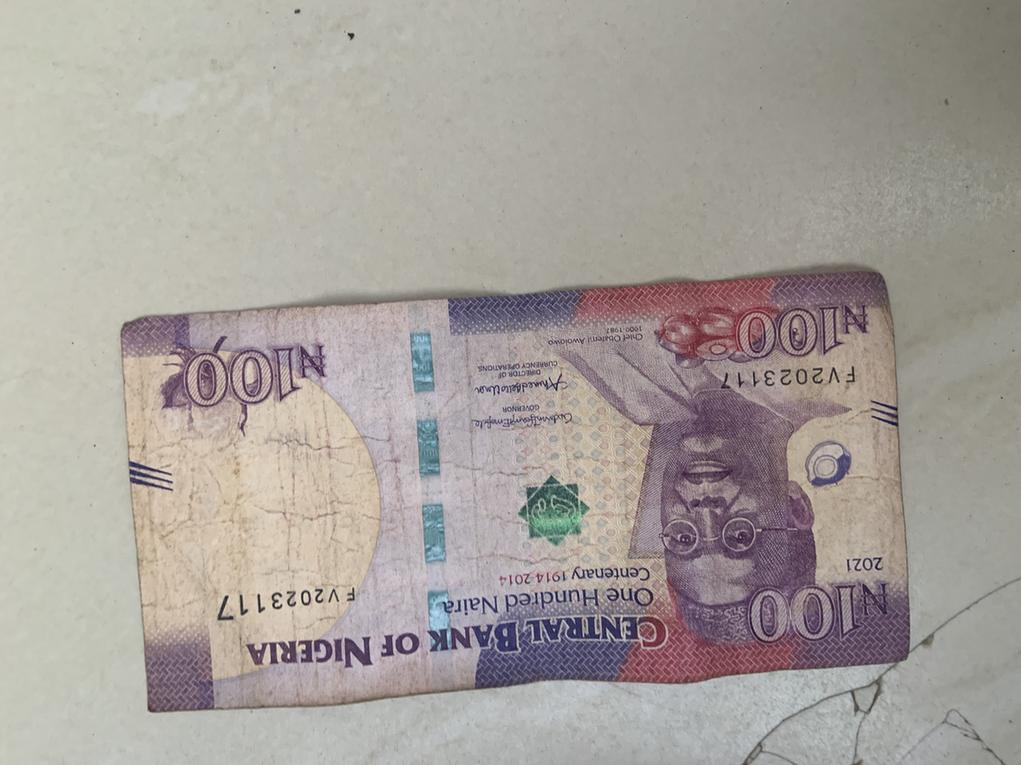 CENTRAL BANK OF NIGERIA
One Hundred Naira
Centenary 1914-2014
₦100
2021
FV2023117
GOVERNOR
DIRECTOR OF
CURRENCY OPERATIONS
Chief Obafemi Awolowo
1909-1987
FV2023117
₦100
₦100